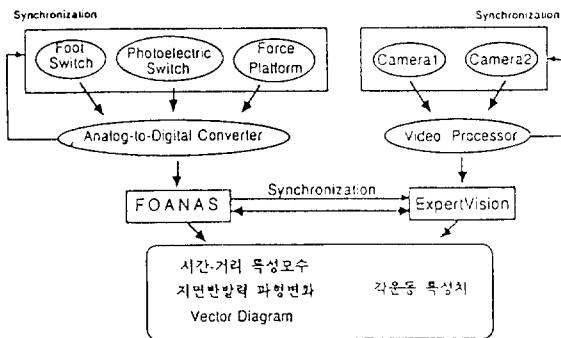 Synchronization
Synchronization
Foot Switch
Photoelectric Switch
Force Platform
Camera1
Camera2
Analog-to-Digital Converter
Video Processor
FOANAS
Synchronization
ExpertVision
시간-거리 특성모수
지면반발력 파형변화
각운동 특성치
Vector Diagram